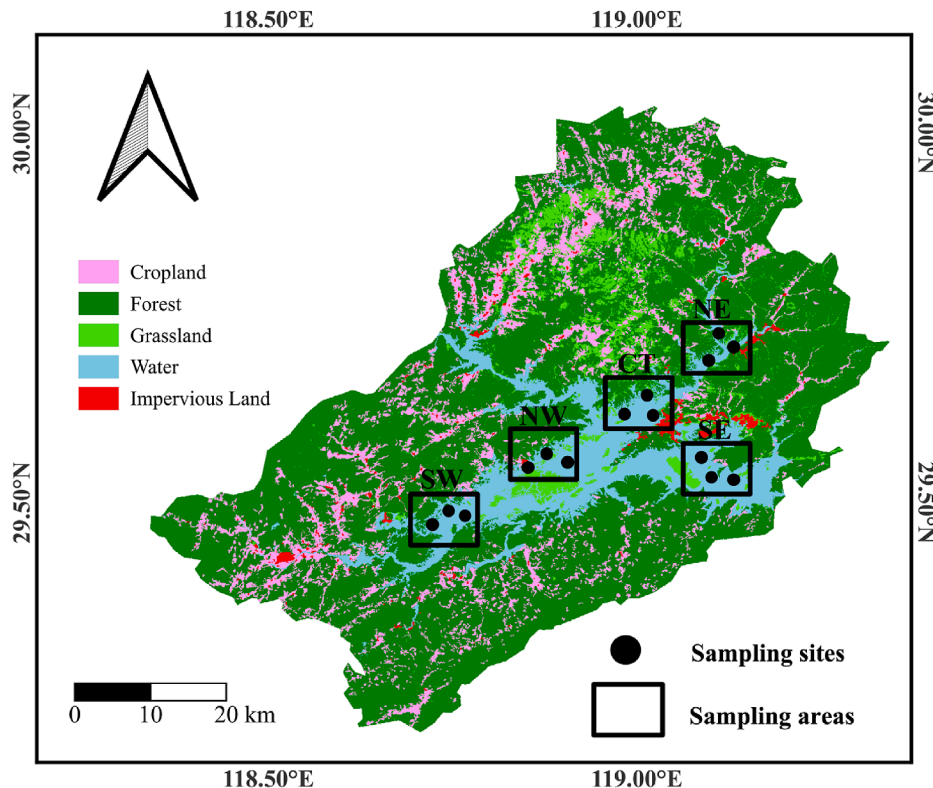 118.50°E 119.00°E
30.00°N 30.00°N
Cropland
Forest
Grassland
Water
Impervious Land
NE
CT
NW
SE
SW
29.50°N 29.50°N
Sampling sites
Sampling areas
0 10 20 km
118.50°E 119.00°E